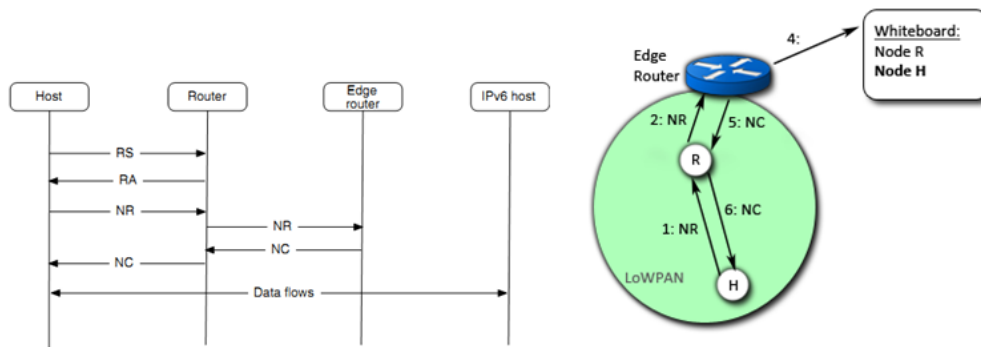 Host
Router
Edge
router
IPv6 host
RS
RA
NR
NR
NC
NC
Data flows
Edge
Router
4:
Whiteboard:
Node R
Node H
2: NR
5: NC
R
6: NC
1: NR
LoWPAN
H